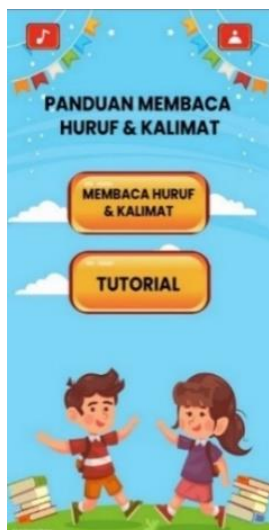 PANDUAN MEMBACA
HURUF & KALIMAT
MEMBACA HURUF
& KALIMAT
TUTORIAL